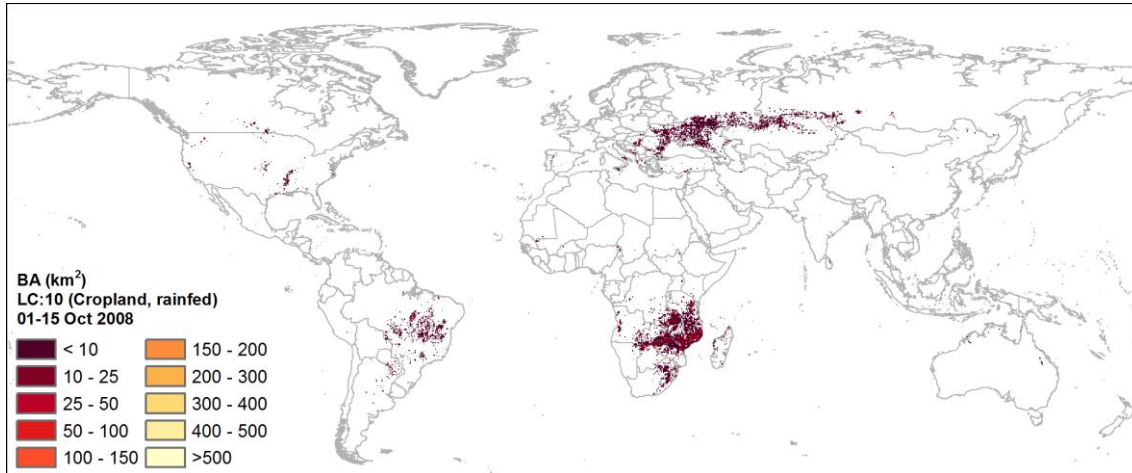 BA (km²)
LC:10 (Cropland, rainfed)
01-15 Oct 2008
< 10
10 - 25
25 - 50
50 - 100
100 - 150
150 - 200
200 - 300
300 - 400
400 - 500
>500